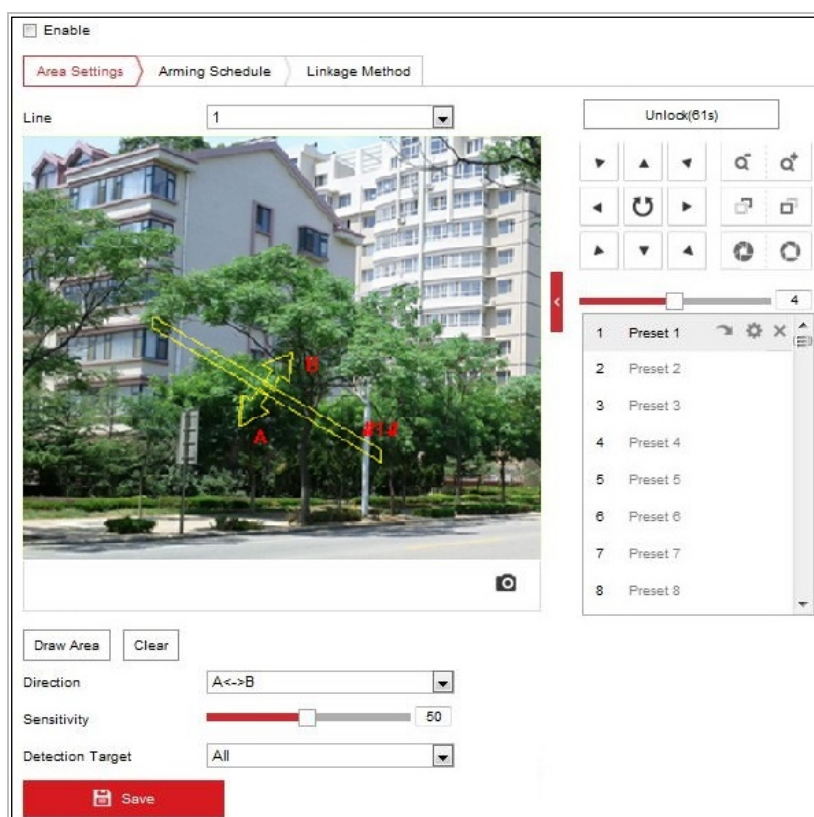 Enable
Area Settings
Arming Schedule
Linkage Method
Line
1
Unlock(61s)
B
A
#1#
4
1 Preset 1
2 Preset 2
3 Preset 3
4 Preset 4
5 Preset 5
6 Preset 6
7 Preset 7
8 Preset 8
Draw Area
Clear
Direction
A<->B
Sensitivity
50
Detection Target
All
Save